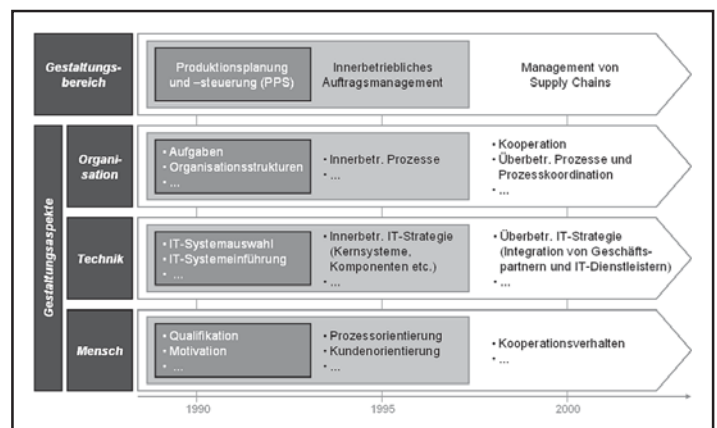 Gestaltungs-
bereich
Produktionsplanung
und –steuerung (PPS)
Innerbetriebliches
Auftragsmanagement
Management von
Supply Chains
Gestaltungsaspekte
Organi-
sation
• Aufgaben
• Organisationsstrukturen
• ...
• Innerbetr. Prozesse
• ...
• Kooperation
• Überbetr. Prozesse und
Prozesskoordination
• ...
Technik
• IT-Systemauswahl
• IT-Systemeinführung
• ...
• Innerbetr. IT-Strategie
(Kernsysteme,
Komponenten etc.)
• ...
• Überbetr. IT-Strategie
(Integration von Geschäfts-
partnern und IT-Dienstleistern)
• ...
Mensch
• Qualifikation
• Motivation
• ...
• Prozessorientierung
• Kundenorientierung
• ...
• Kooperationsverhalten
• ...
1990
1995
2000